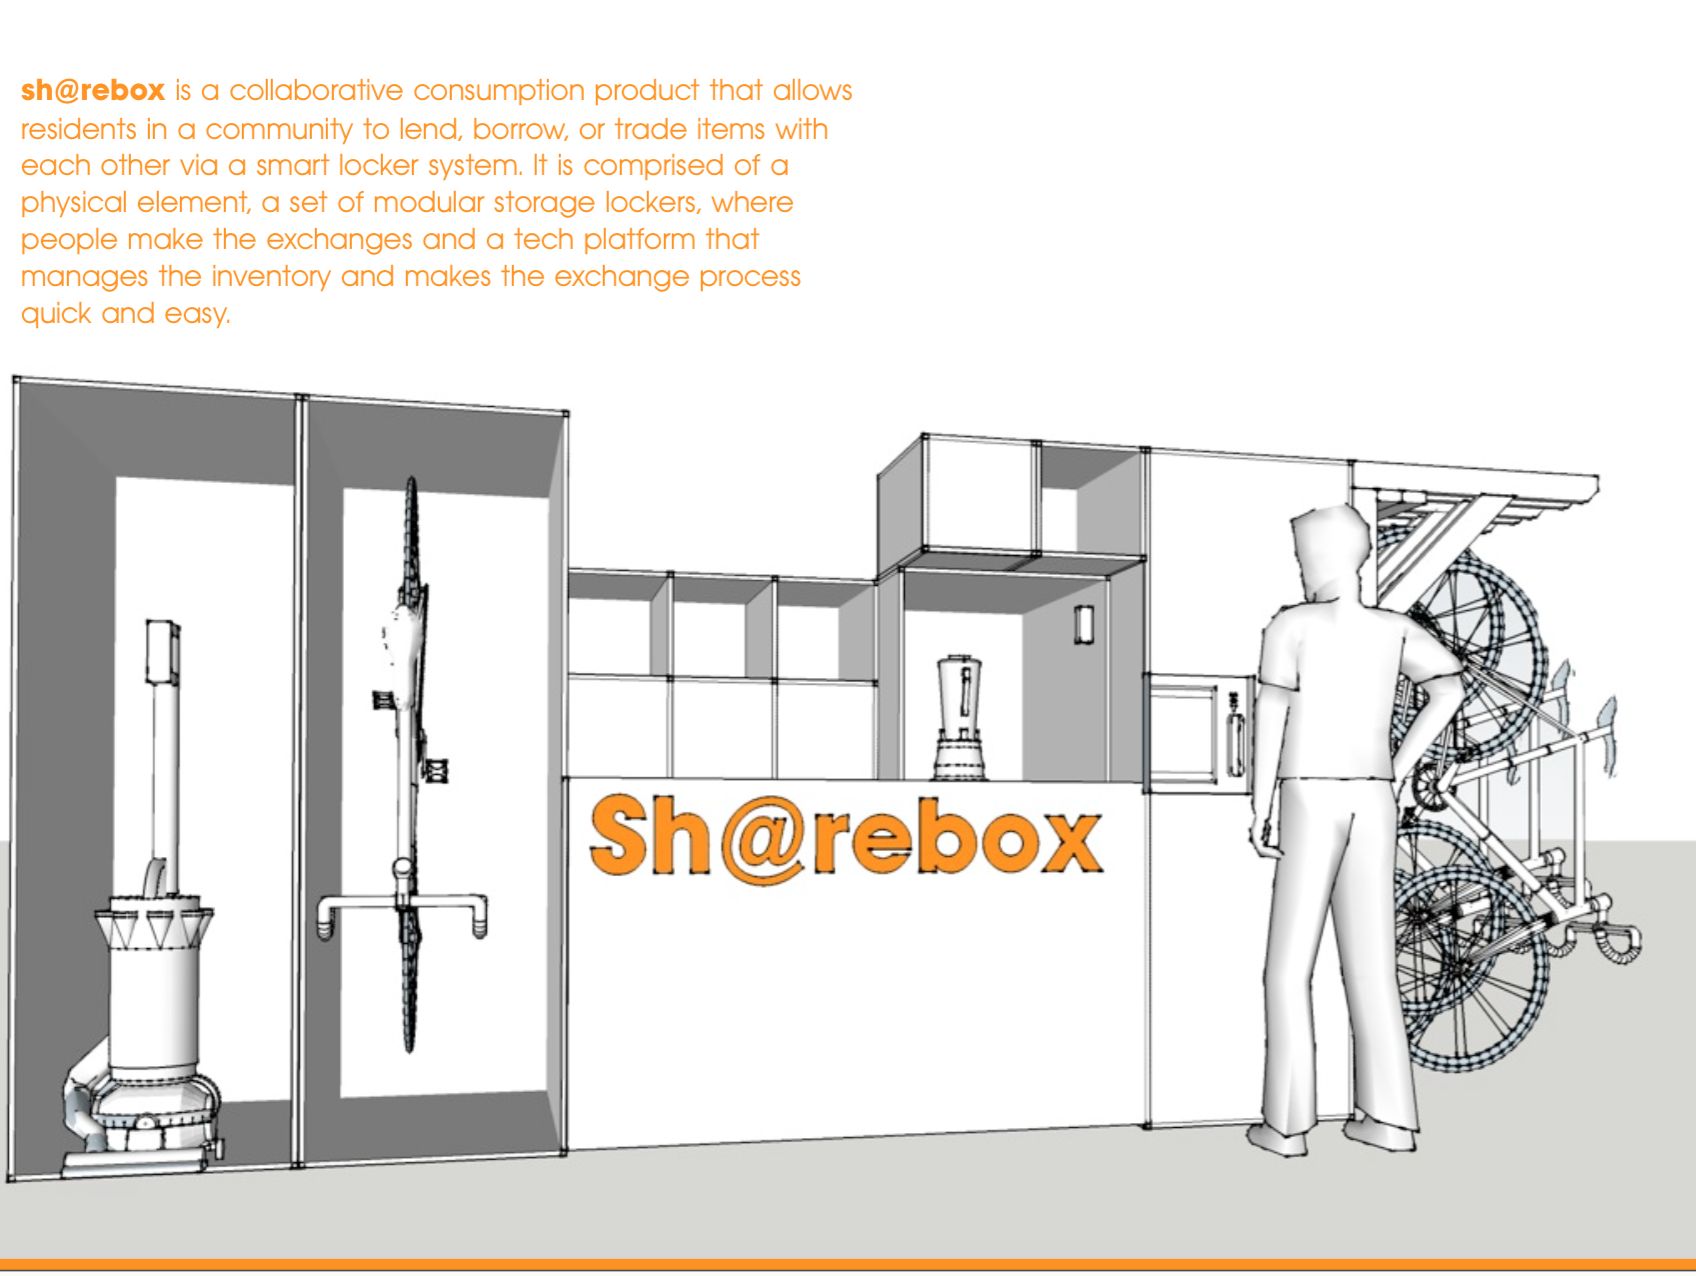 sh@rebox is a collaborative consumption product that allows
residents in a community to lend, borrow, or trade items with
each other via a smart locker system. It is comprised of a
physical element, a set of modular storage lockers, where
people make the exchanges and a tech platform that
manages the inventory and makes the exchange process
quick and easy.
Sh@rebox